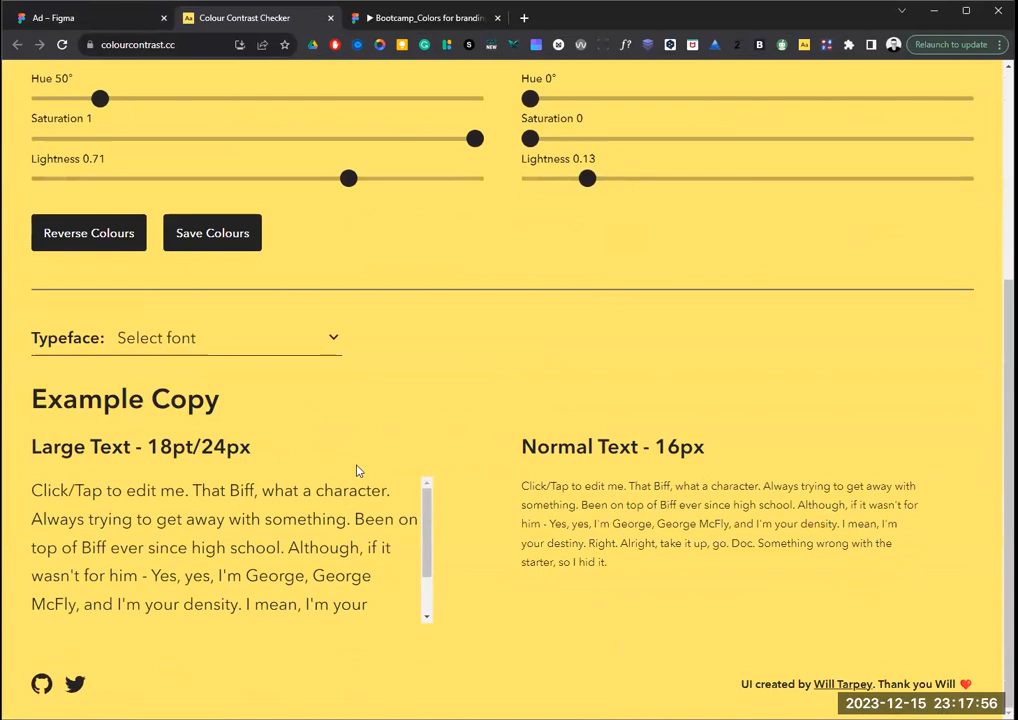 Ad – Figma
Colour Contrast Checker
Bootcamp_Colors for brandin
colourcontrast.cc
Relaunch to update
Hue 50°
Hue 0°
Saturation 1
Saturation 0
Lightness 0.71
Lightness 0.13
Reverse Colours
Save Colours
Typeface: Select font
Example Copy
Large Text - 18pt/24px
Click/Tap to edit me. That Biff, what a character.
Always trying to get away with something. Been on
top of Biff ever since high school. Although, if it
wasn't for him - Yes, yes, I'm George, George
McFly, and I'm your density. I mean, I'm your
Normal Text - 16px
Click/Tap to edit me. That Biff, what a character. Always trying to get away with
something. Been on top of Biff ever since high school. Although, if it wasn't for
him - Yes, yes, I'm George, George McFly, and I'm your density. I mean, I'm
your destiny. Right. Alright, take it up, go. Doc. Something wrong with the
starter, so I hid it.
UI created by Will Tarpey. Thank you Will
2023-12-15 23:17:56